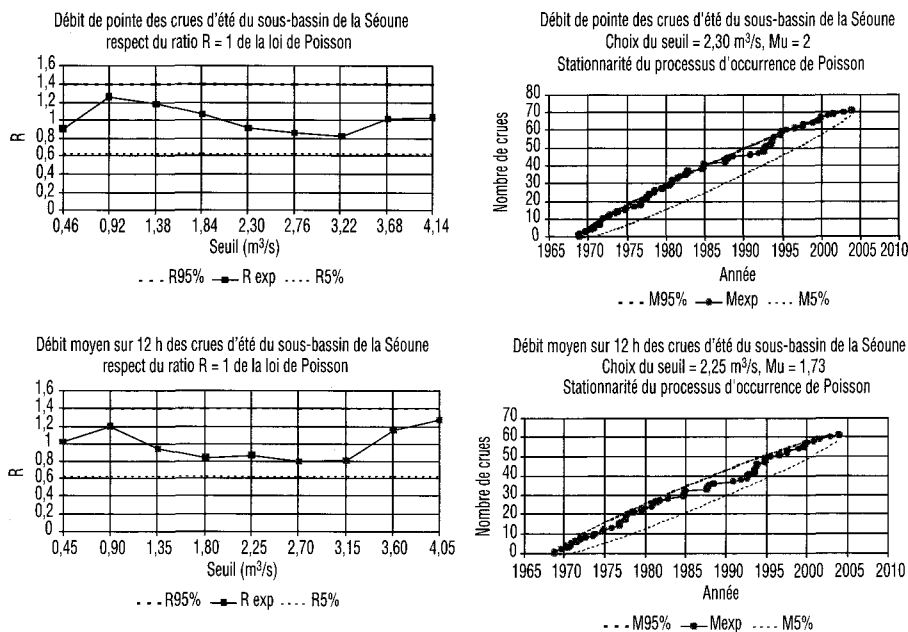 Débit de pointe des crues d'été du sous-bassin de la Séoune
respect du ratio R = 1 de la loi de Poisson
1,6
1,4
1,2
1
0,8
0,6
0,4
0,2
0
R
0,46 0,92 1,38 1,84 2,30 2,76 3,22 3,68 4,14
Seuil (m³/s)
R95% R exp R5%
Débit de pointe des crues d'été du sous-bassin de la Séoune
Choix du seuil = 2,30 m³/s, Mu = 2
Stationnarité du processus d'occurrence de Poisson
80
70
60
50
40
30
20
10
0
Nombre de crues
1965 1970 1975 1980 1985 1990 1995 2000 2005 2010
Année
M95% Mexp M5%
Débit moyen sur 12 h des crues d'été du sous-bassin de la Séoune
respect du ratio R = 1 de la loi de Poisson
1,6
1,4
1,2
1
0,8
0,6
0,4
0,2
0
R
0,45 0,90 1,35 1,80 2,25 2,70 3,15 3,60 4,05
Seuil (m³/s)
R95% R exp R5%
Débit moyen sur 12 h des crues d'été du sous-bassin de la Séoune
Choix du seuil = 2,25 m³/s, Mu = 1,73
Stationnarité du processus d'occurrence de Poisson
70
60
50
40
30
20
10
0
Nombre de crues
1965 1970 1975 1980 1985 1990 1995 2000 2005 2010
Année
M95% Mexp M5%